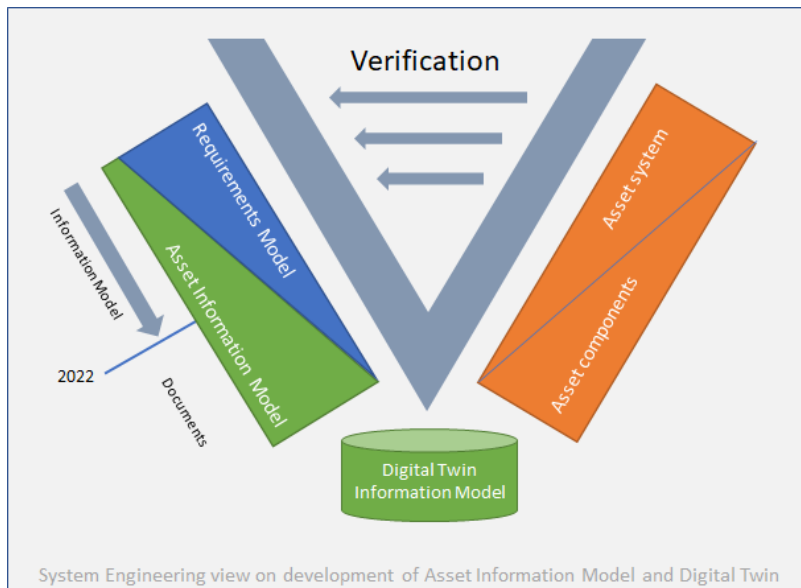 Verification
Requirements Model
Asset Information Model
Information Model
2022
Documents
Asset system
Asset components
Digital Twin
Information Model
System Engineering view on development of Asset Information Model and Digital Twin